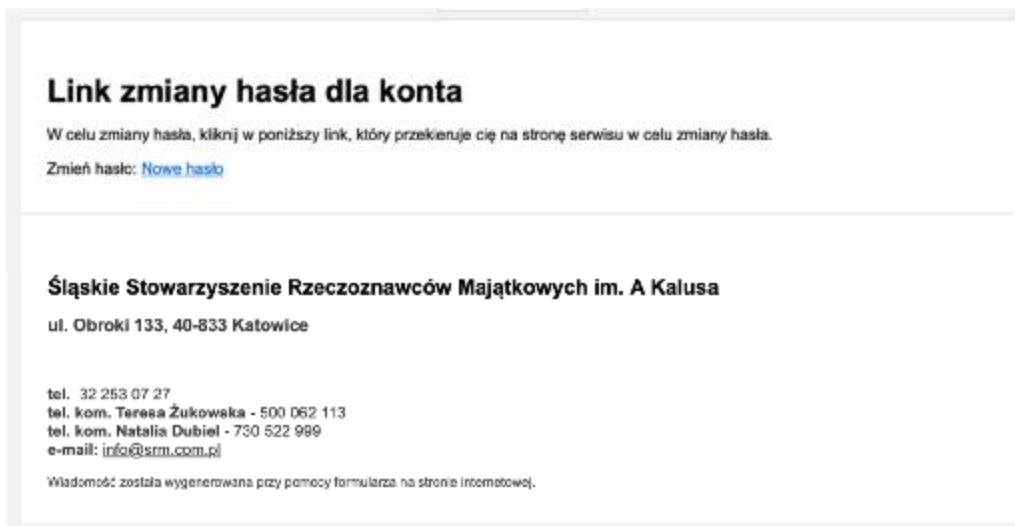 Link zmiany hasła dla konta
W celu zmiany hasła, kliknij w poniższy link, który przekieruje cię na stronę serwisu w celu zmiany hasła.
Zmień hasło: Nowe hasło
Śląskie Stowarzyszenie Rzeczoznawców Majątkowych im. A Kalusa
ul. Obroki 133, 40-833 Katowice
tel. 32 253 07 27
tel. kom. Teresa Żukowska - 500 062 113
tel. kom. Natalia Dubiel - 730 522 999
e-mail: info@srm.com.pl
Wiadomość została wygenerowana przy pomocy formularza na stronie internetowej.